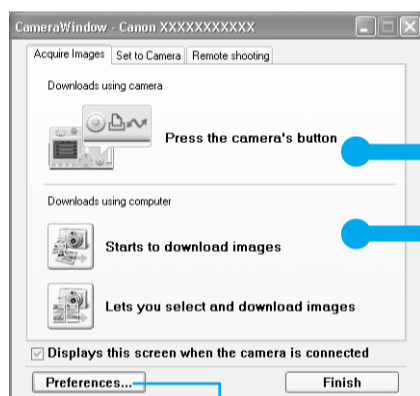 CameraWindow - Canon XXXXXXXXXXX
Acquire Images Set to Camera Remote shooting
Downloads using camera
Press the camera's button
Downloads using computer
Starts to download images
Lets you select and download images
Displays this screen when the camera is connected
Preferences... Finish